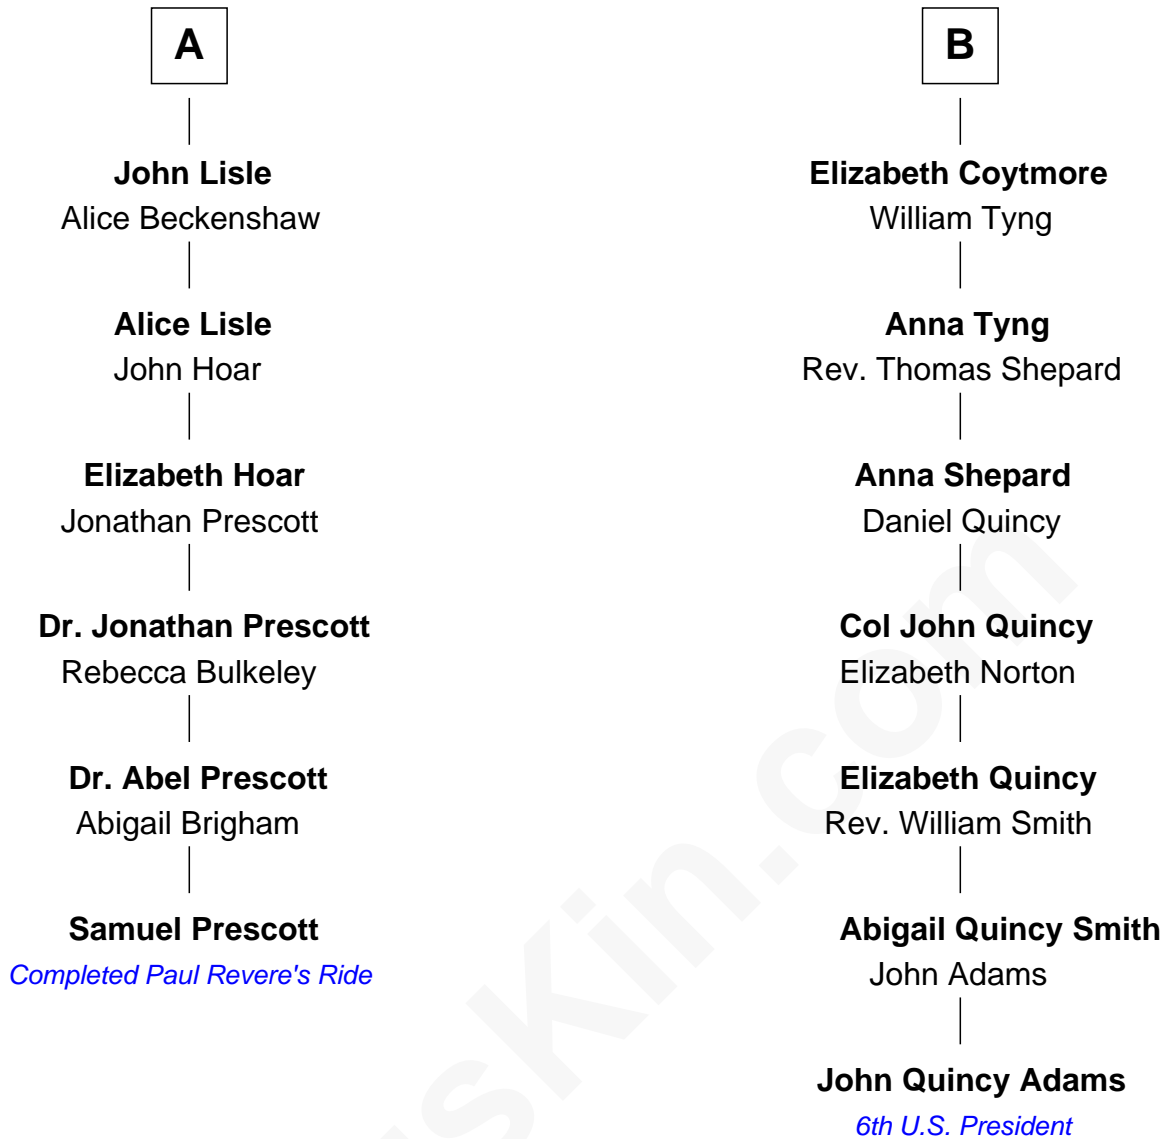 A
John Lisle
Alice Beckenshaw
Alice Lisle
John Hoar
Elizabeth Hoar
Jonathan Prescott
Dr. Jonathan Prescott
Rebecca Bulkeley
Dr. Abel Prescott
Abigail Brigham
Samuel Prescott
Completed Paul Revere's Ride
B
Elizabeth Coytmore
William Tyng
Anna Tyng
Rev. Thomas Shepard
Anna Shepard
Daniel Quincy
Col John Quincy
Elizabeth Norton
Elizabeth Quincy
Rev. William Smith
Abigail Quincy Smith
John Adams
John Quincy Adams
6th U.S. President